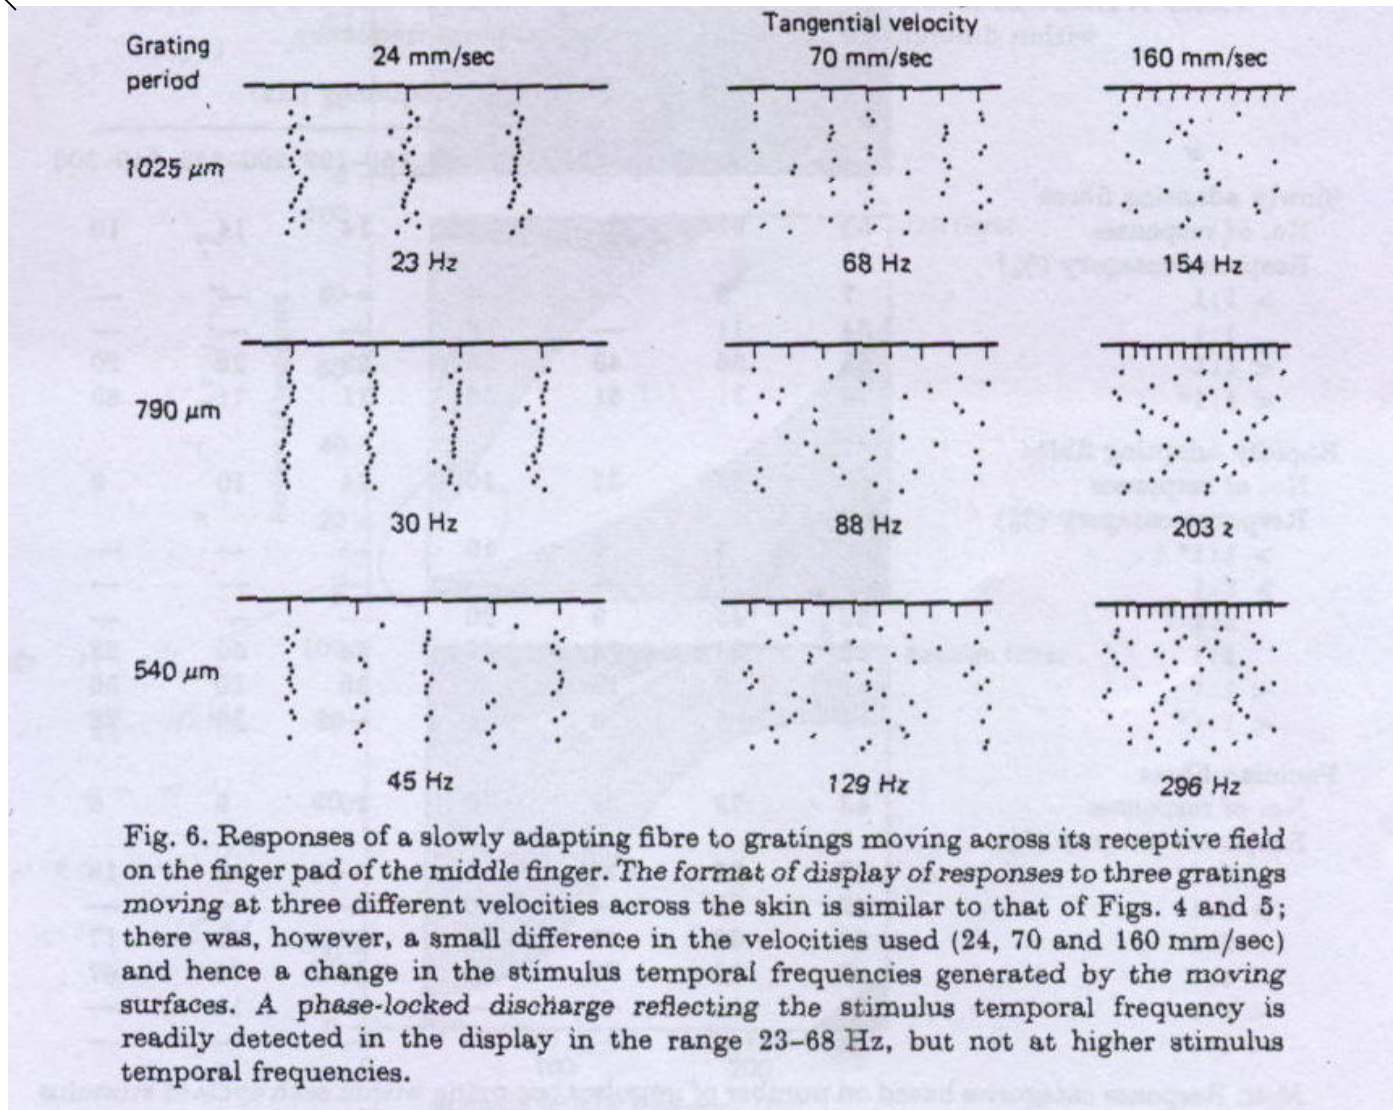 Tangential velocity
Grating period
24 mm/sec
70 mm/sec
160 mm/sec
1025 μm
23 Hz
68 Hz
154 Hz
790 μm
30 Hz
88 Hz
203 z
540 μm
45 Hz
129 Hz
296 Hz
Fig. 6. Responses of a slowly adapting fibre to gratings moving across its receptive field
on the finger pad of the middle finger. The format of display of responses to three gratings
moving at three different velocities across the skin is similar to that of Figs. 4 and 5;
there was, however, a small difference in the velocities used (24, 70 and 160 mm/sec)
and hence a change in the stimulus temporal frequencies generated by the moving
surfaces. A phase-locked discharge reflecting the stimulus temporal frequency is
readily detected in the display in the range 23–68 Hz, but not at higher stimulus
temporal frequencies.